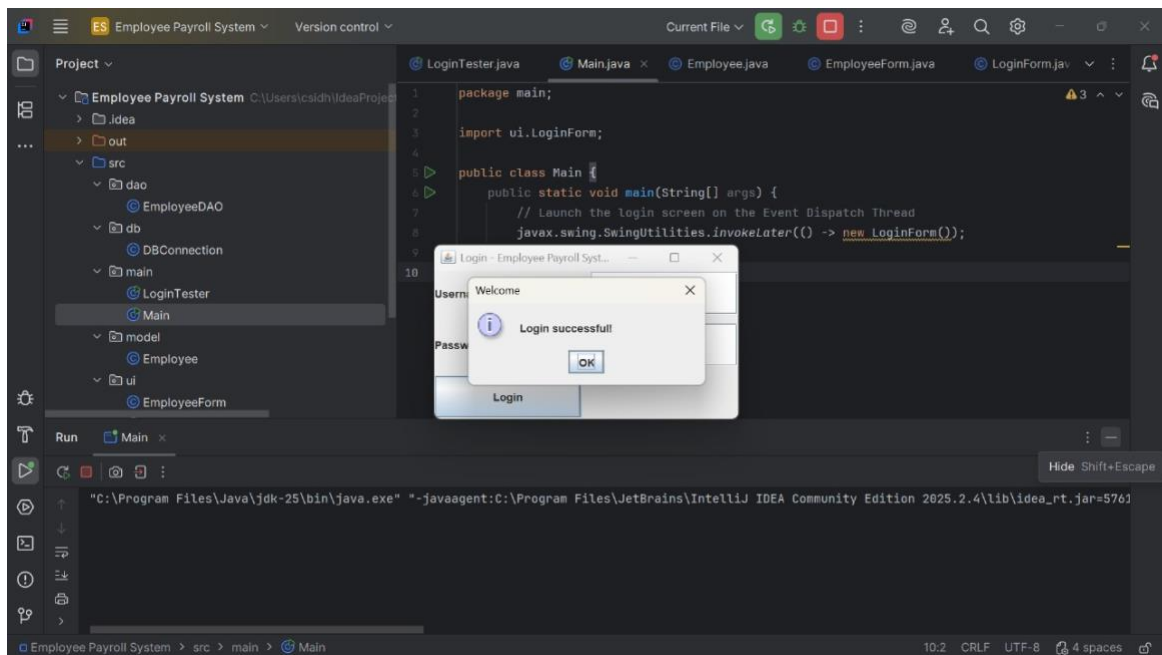 ES Employee Payroll System Version control Current File
Project
LoginTester.java Main.java Employee.java EmployeeForm.java LoginForm.jav
Employee Payroll System C:\Users\csidh\IdeaProjec
.idea
out
src
dao
EmployeeDAO
db
DBConnection
main
LoginTester
Main
model
Employee
ui
EmployeeForm
1 package main;
2
3 import ui.LoginForm;
4
5 public class Main {
6 public static void main(String[] args) {
7 // Launch the login screen on the Event Dispatch Thread
8 javax.swing.SwingUtilities.invokeLater(() -> new LoginForm());
9
10
3
Login - Employee Payroll Syst...
Usern
Welcome
Login successful!
OK
Passw
Login
Run Main
Hide Shift+Escape
"C:\Program Files\Java\jdk-25\bin\java.exe" "-javaagent:C:\Program Files\JetBrains\IntelliJ IDEA Community Edition 2025.2.4\lib\idea_rt.jar=5761
Employee Payroll System > src > main > Main 10:2 CRLF UTF-8 4 spaces